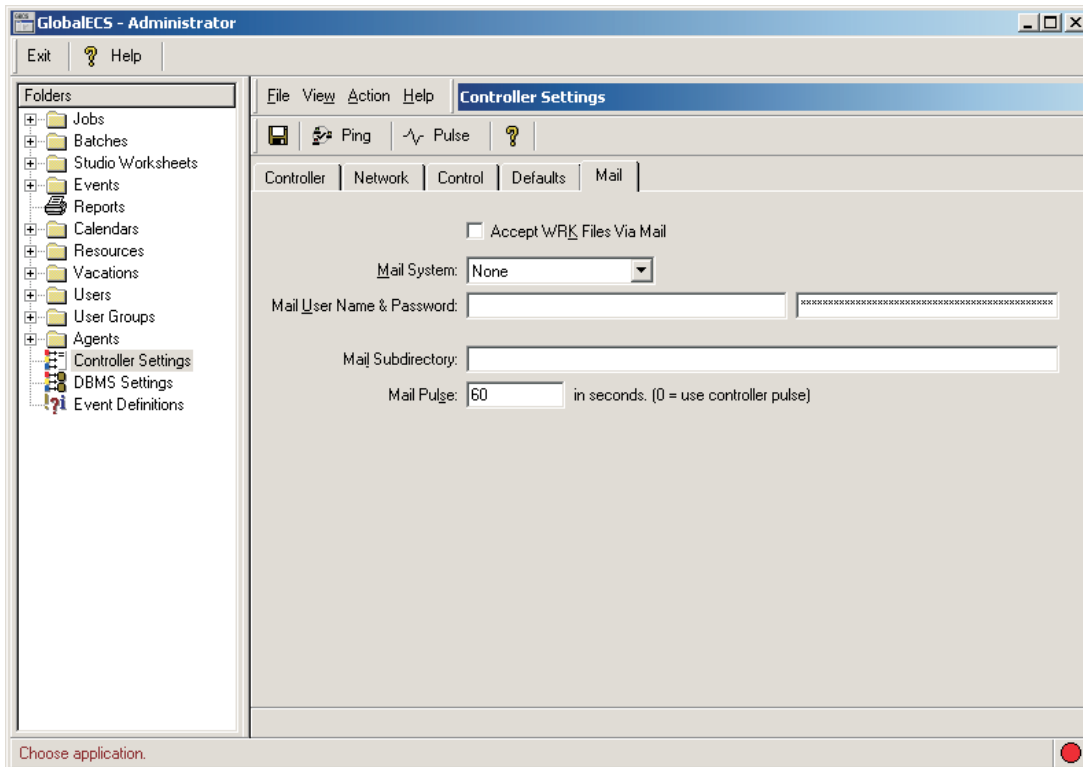 GlobalECS - Administrator
Exit
Help
Folders
Jobs
Batches
Studio Worksheets
Events
Reports
Calendars
Resources
Vacations
Users
User Groups
Agents
Controller Settings
DBMS Settings
Event Definitions
File View Action Help
Controller Settings
Ping
Pulse
Controller Network Control Defaults Mail
Accept WRK Files Via Mail
Mail System: None
Mail User Name & Password:
Mail Subdirectory:
Mail Pulse: 60 in seconds. (0 = use controller pulse)
Choose application.